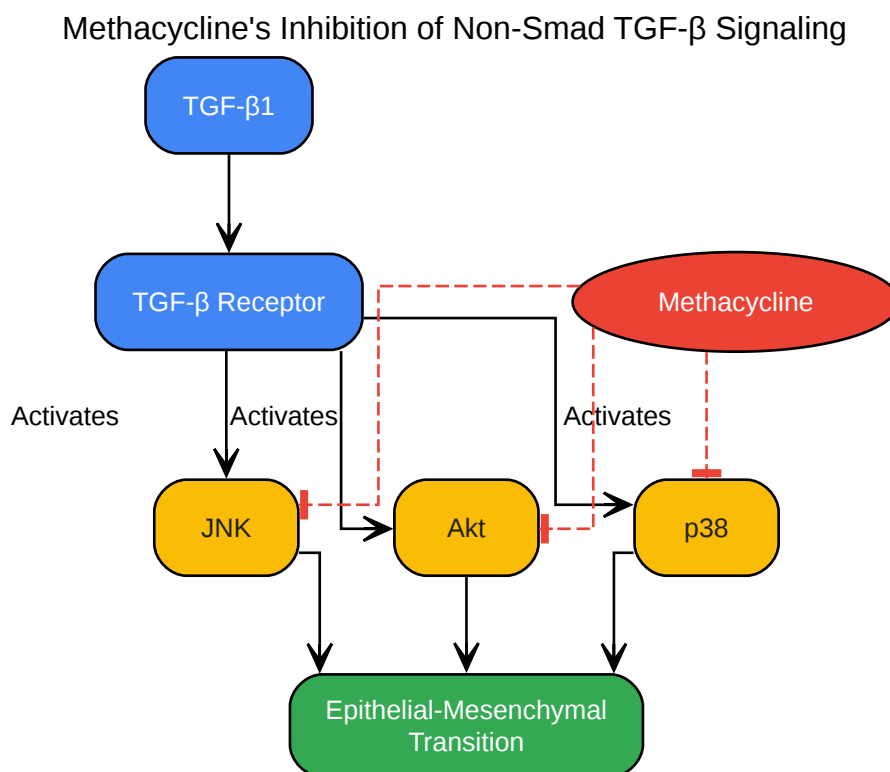 Methacycline's Inhibition of Non-Smad TGF-β Signaling
TGF-β1
TGF-β Receptor
Methacycline
Activates
Activates
Activates
JNK
Akt
p38
Epithelial-Mesenchymal
Transition